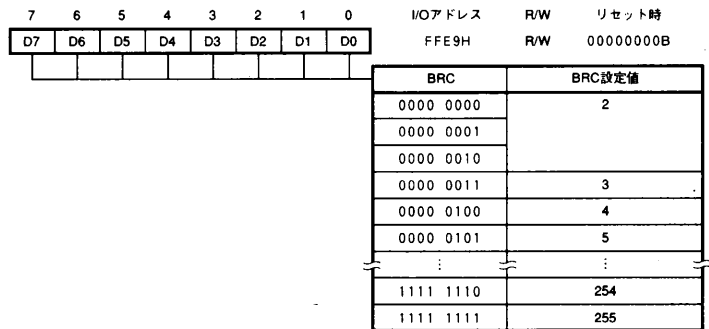 7 6 5 4 3 2 1 0 I/Oアドレス R/W リセット時
D7 D6 D5 D4 D3 D2 D1 D0 FFE9H R/W 00000000B
BRC BRC設定値
0000 0000 2
0000 0001
0000 0010
0000 0011 3
0000 0100 4
0000 0101 5
⋮ ⋮
1111 1110 254
1111 1111 255